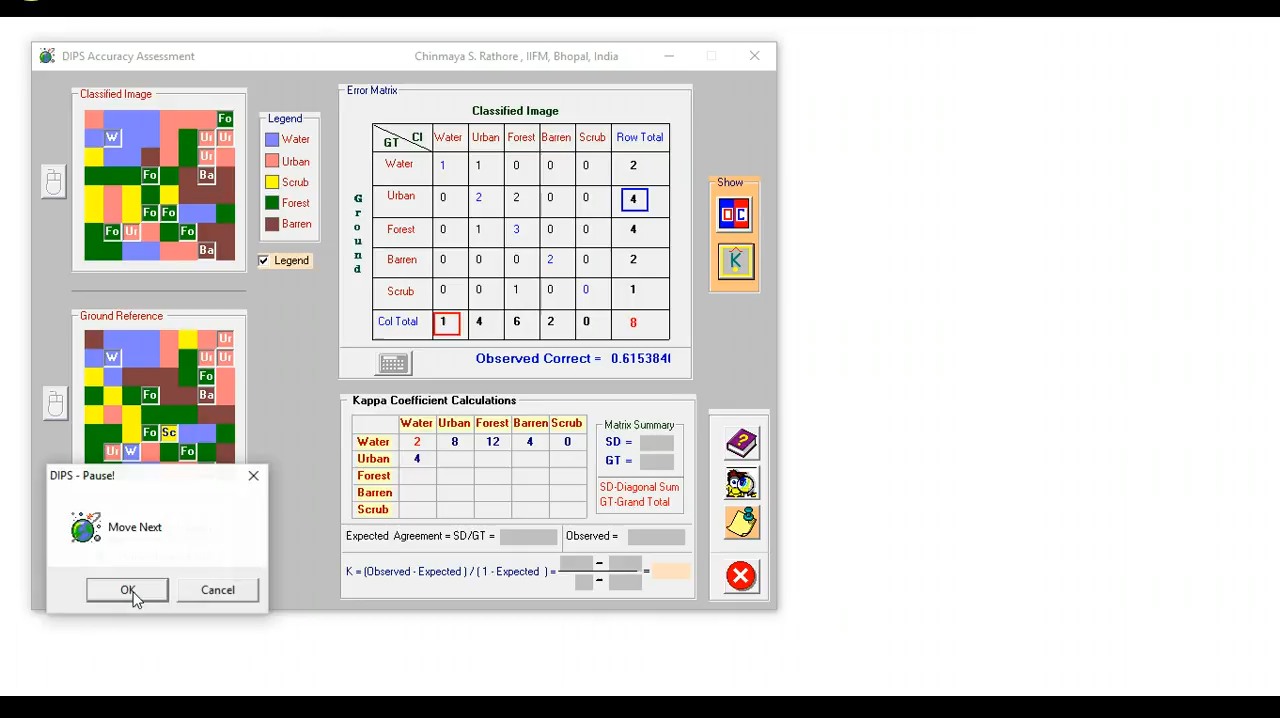 DIPS Accuracy Assessment
Chinmaya S. Rathore , IIFM, Bhopal, India
Classified Image
Fo
W
Ur Ur
Ur
Fo
Ba
Fo Fo
Fo Ur
Fo
Ba
Legend
Water
Urban
Scrub
Forest
Barren
Legend
Ground Reference
Ur
W
Ur Ur
Fo
Fo
Ba
Fo Sc
Ur W
Fo
Error Matrix
Classified Image
Ground
GT CI Water Urban Forest Barren Scrub Row Total
Water 1 1 0 0 0 2
Urban 0 2 2 0 0 4
Forest 0 1 3 0 0 4
Barren 0 0 0 2 0 2
Scrub 0 0 1 0 0 1
Col Total 1 4 6 2 0 8
Observed Correct = 0.615384
Show
OC
K
Kappa Coefficient Calculations
Water Urban Forest Barren Scrub
Water 2 8 12 4 0
Urban 4
Forest
Barren
Scrub
Matrix Summary
SD =
GT =
SD-Diagonal Sum
GT-Grand Total
Expected Agreement = SD/GT =
Observed =
K = (Observed - Expected ) / ( 1 - Expected ) =
–
–
=
DIPS - Pause!
Move Next
OK
Cancel